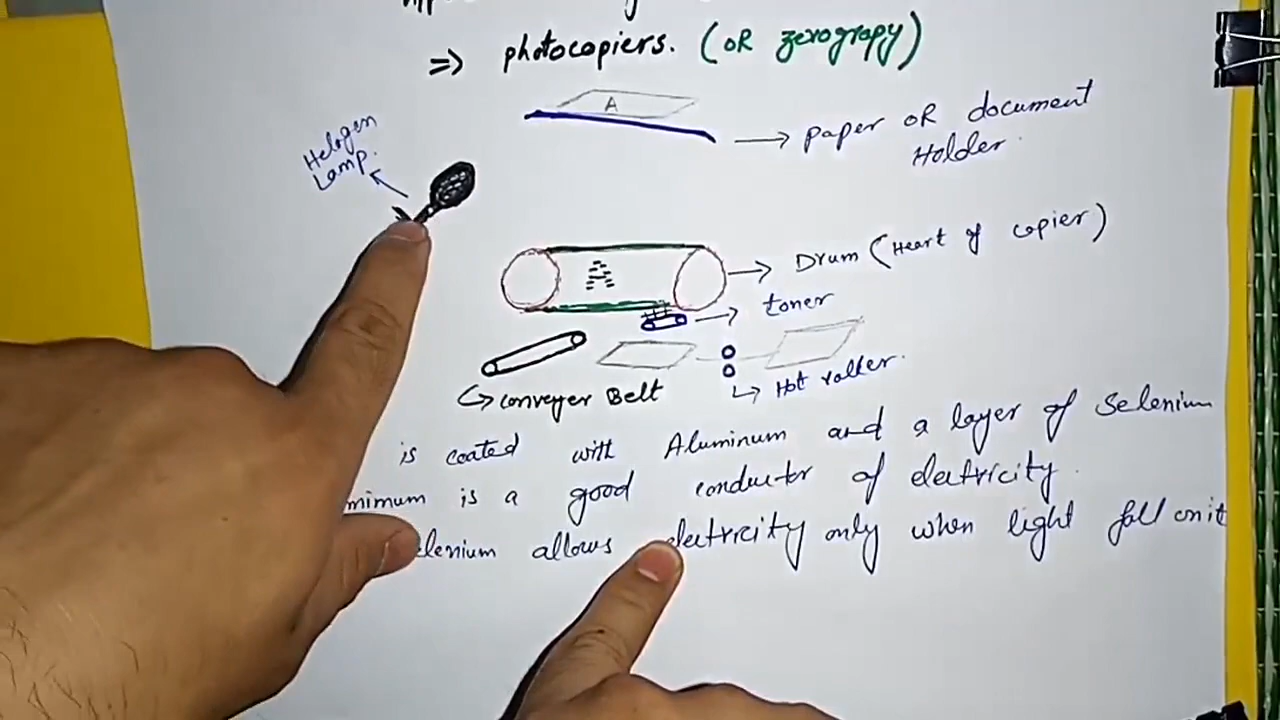 ⇒ photocopiers. (OR zerograpy)
A
→ paper OR document
Holder.
Helogen
Lamp.
Drum (Heart of copier)
A
→ toner
↳ Hot roller.
↳ conveyer Belt
is coated with Aluminum and a layer of selenium
mimum is a good conductor of electricity.
elenium allows electricity only when light fall on it